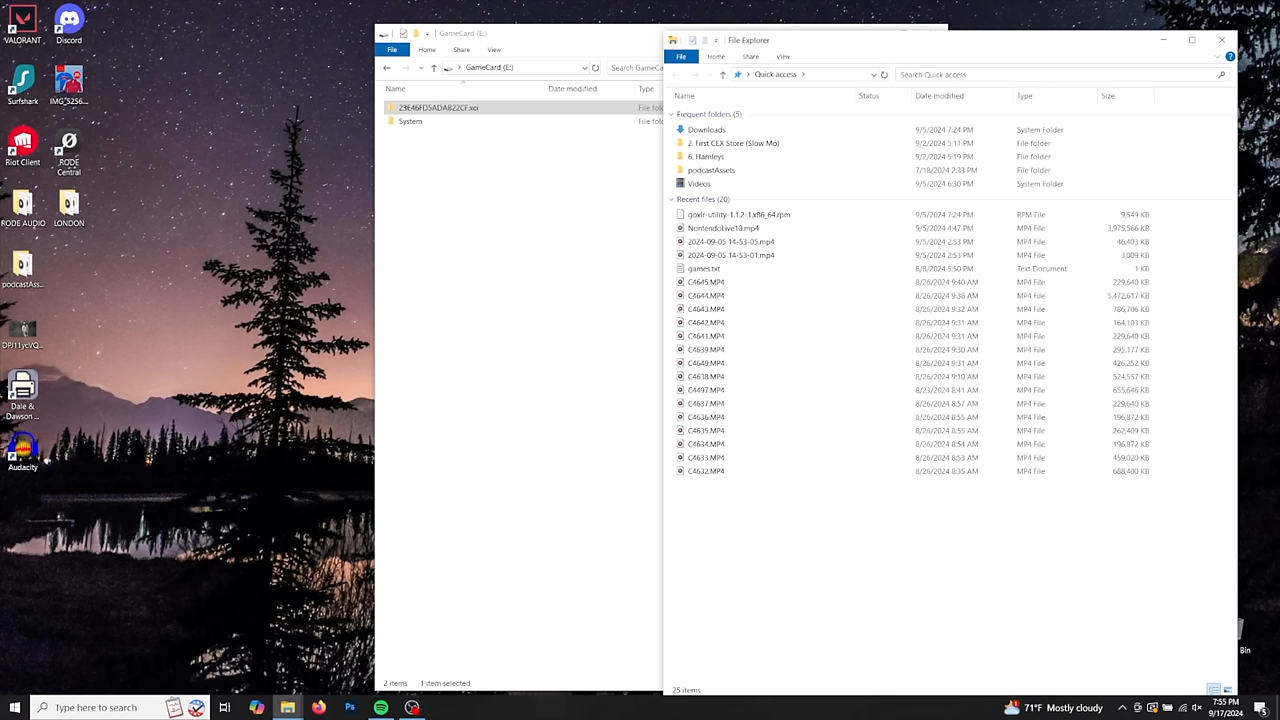 VALORANT
Discord
MG3550...
Pilot Client
RODE Central
Dale & Dawson ...
Audacity
GameCard (E:)
File Home Share View
GameCard (E:)
Search GameCa
Name Date modified Type
23E46FD5ADAB22CF.xci File fold
System File fold
2 items 1 item selected
File Explorer
File Home Share View
Quick access
Search Quick access
Name Status Date modified Type Size
Frequent folders (5)
Downloads 9/5/2024 7:24 PM System Folder
2. First CEX Store (Slow Mo) 9/2/2024 5:11 PM File folder
6. Hamleys 9/2/2024 5:19 PM File folder
podcastAssets 7/18/2024 2:33 PM File folder
Videos 9/5/2024 6:30 PM System Folder
Recent files (20)
goxlr-utility-1.1.2-1.x86_64.rpm 9/5/2024 7:24 PM RPM File 9,549 KB
NontendoLive10.mp4 9/5/2024 4:47 PM MP4 File 3,975,566 KB
2024-09-05 14-53-05.mp4 9/5/2024 2:53 PM MP4 File 46,403 KB
2024-09-05 14-53-01.mp4 9/5/2024 2:53 PM MP4 File 3,009 KB
games.txt 8/8/2024 5:50 PM Text Document 1 KB
C4645.MP4 8/26/2024 9:40 AM MP4 File 229,640 KB
C4644.MP4 8/26/2024 9:38 AM MP4 File 5,472,617 KB
C4643.MP4 8/26/2024 9:32 AM MP4 File 786,706 KB
C4642.MP4 8/26/2024 9:31 AM MP4 File 164,103 KB
C4641.MP4 8/26/2024 9:31 AM MP4 File 229,640 KB
C4639.MP4 8/26/2024 9:30 AM MP4 File 295,177 KB
C4640.MP4 8/26/2024 9:31 AM MP4 File 426,252 KB
C4638.MP4 8/26/2024 9:10 AM MP4 File 524,557 KB
C4497.MP4 8/23/2024 8:41 AM MP4 File 655,646 KB
C4637.MP4 8/26/2024 8:57 AM MP4 File 229,640 KB
C4636.MP4 8/26/2024 8:55 AM MP4 File 196,872 KB
C4635.MP4 8/26/2024 8:55 AM MP4 File 262,409 KB
C4634.MP4 8/26/2024 8:54 AM MP4 File 196,872 KB
C4633.MP4 8/26/2024 8:53 AM MP4 File 459,020 KB
C4632.MP4 8/26/2024 8:35 AM MP4 File 688,400 KB
25 items
Bin
Type here to search
71°F Mostly cloudy
7:55 PM
9/17/2024